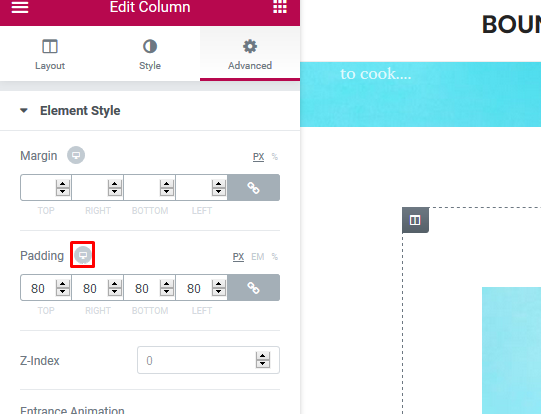 Edit Column
BOUN
Layout
Style
Advanced
to cook....
Element Style
Margin
PX %
TOP RIGHT BOTTOM LEFT
Padding
PX EM %
80 80 80 80
TOP RIGHT BOTTOM LEFT
Z-Index
0
Entrance Animation